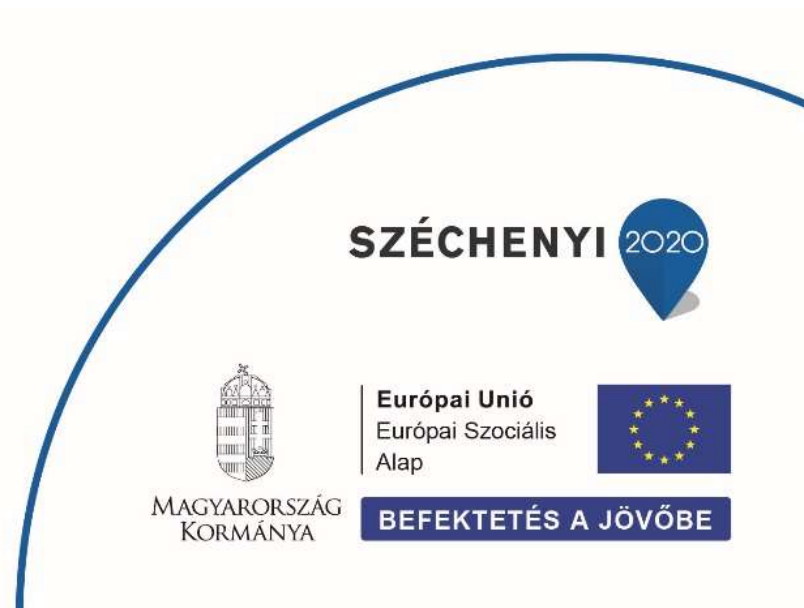 SZÉCHENYI 2020
Európai Unió
Európai Szociális
Alap
MAGYARORSZÁG
KORMÁNYA
BEFEKTETÉS A JÖVŐBE